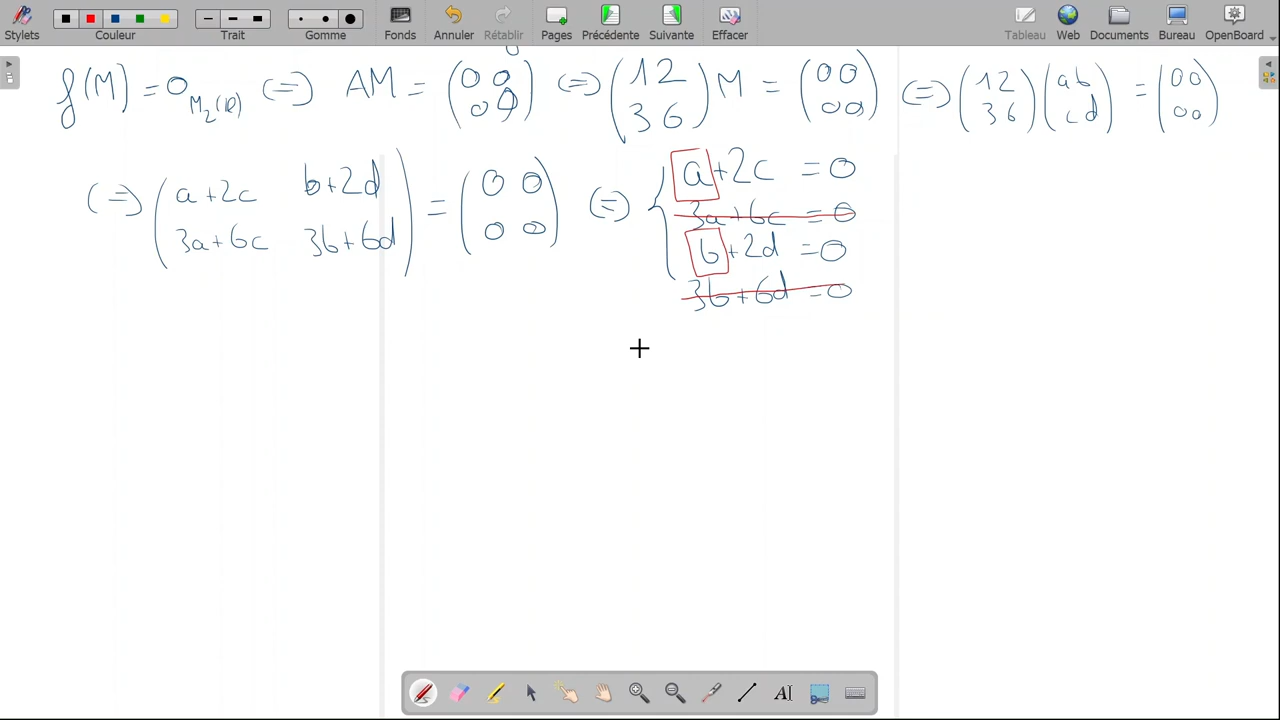 Stylets Couleur Trait Gomme Fonds Annuler Rétablir Pages Précédente Suivante Effacer Tableau Web Documents Bureau OpenBoard
f(M) = 0_{M_2(ℝ)} (=) AM = (0 0 / 0 0) (=) (1 2 / 3 6) M = (0 0 / 0 0) (=) (1 2 / 3 6) (a b / c d) = (0 0 / 0 0)
(=) (a+2c b+2d / 3a+6c 3b+6d) = (0 0 / 0 0) (=) { a+2c = 0
3a+6c = 0
b+2d = 0
3b+6d = 0
AI